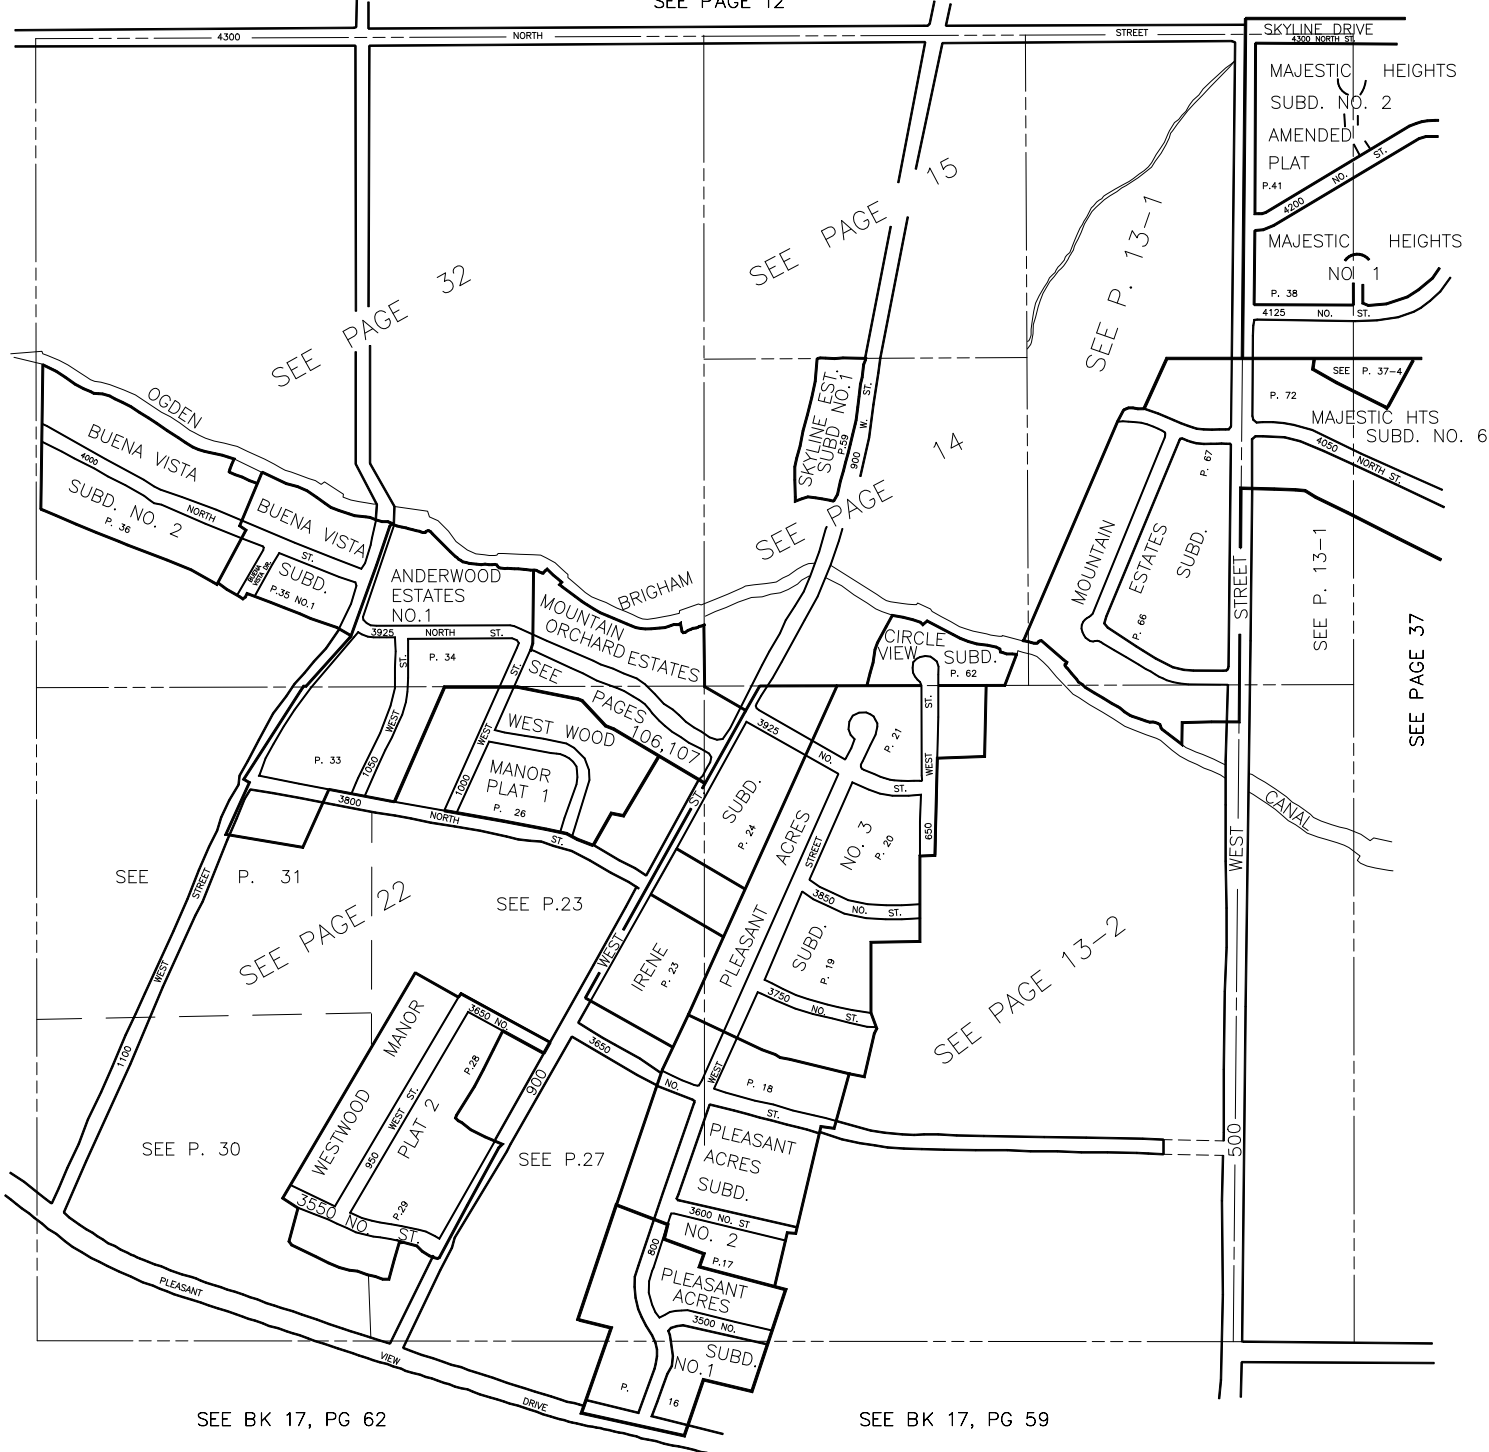 SEE PAGE 12
4300 NORTH STREET
SKYLINE DRIVE
4300 NORTH ST.
MAJESTIC HEIGHTS
SUBD. NO. 2
AMENDED
PLAT
P.41
4200 NO. ST.
MAJESTIC HEIGHTS
NO 1
P. 38
4125 NO. ST.
SEE PAGE 15
SEE P. 13-1
SEE PAGE 32
SEE P. 37-4
P. 72
MAJESTIC HTS
SUBD. NO. 6
4050 NORTH ST.
SKYLINE EST.
SUBD NO.1
P.59
900 W. ST.
SEE PAGE 14
OGDEN
BRIGHAM
CANAL
BUENA VISTA
4000 NORTH ST.
SUBD. NO. 2
P. 36
BUENA VISTA
SUBD.
P.35 NO.1
BUENA
VISTA DR.
ANDERWOOD
ESTATES
NO.1
3925 NORTH ST.
P. 34
MOUNTAIN
ORCHARD ESTATES
SEE PAGES
106,107
CIRCLE
VIEW SUBD.
P. 62
MOUNTAIN
ESTATES
SUBD.
P. 67
P. 66
STREET
SEE P. 13-1
SEE PAGE 37
WEST WOOD
MANOR
PLAT 1
P. 26
1000 WEST ST.
1050 WEST ST.
P. 33
3800 NORTH ST.
3925 NO. ST.
P. 21
650 WEST ST.
SUBD.
P. 24
PLEASANT ACRES
STREET
NO. 3
P. 20
3850 NO. ST.
SUBD.
P. 19
3750 NO. ST.
WEST
SEE P. 31
SEE PAGE 22
SEE P.23
1100 WEST STREET
900 WEST ST.
IRENE
P. 23
SEE PAGE 13-2
500 WEST
WESTWOOD MANOR
PLAT 2
3650 NO.
P.28
950 WEST ST.
P.29
3550 NO. ST.
3650 NO. ST.
P. 18
SEE P. 30
SEE P.27
PLEASANT
ACRES
SUBD.
3600 NO. ST
NO. 2
P.17
800
PLEASANT
ACRES
3500 NO.
SUBD.
NO.1
P. 16
PLEASANT VIEW DRIVE
SEE BK 17, PG 62
SEE BK 17, PG 59